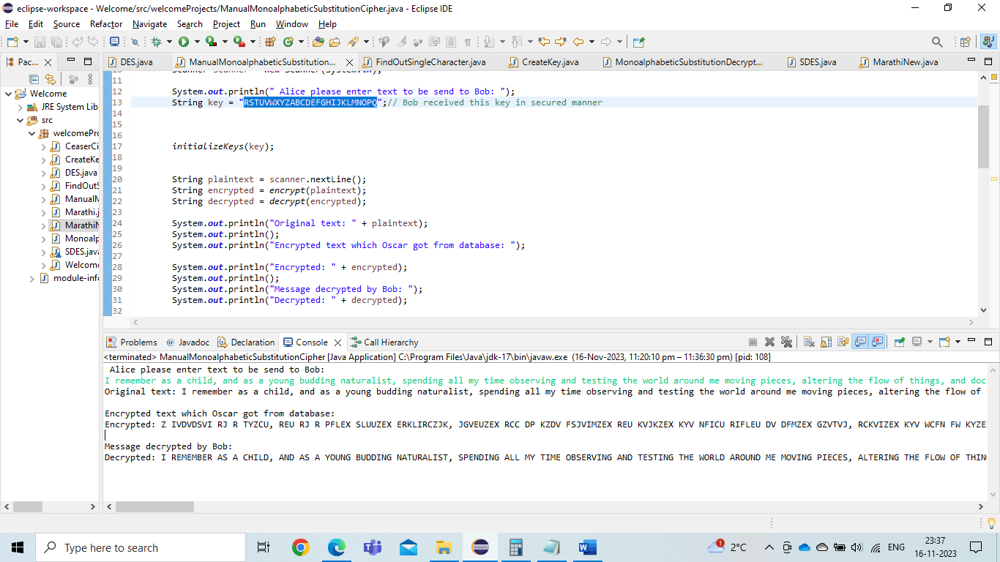 eclipse-workspace - Welcome/src/welcomeProjects/ManualMonoalphabeticSubstitutionCipher.java - Eclipse IDE
File Edit Source Refactor Navigate Search Project Run Window Help
Pac...
DES.java ManualMonoalphabeticSubstitution... FindOutSingleCharacter.java CreateKey.java MonoalphabeticSubstitutionDecrypt... SDES.java MarathiNew.java
Welcome
JRE System Lib
src
welcomePro
CeaserCi
CreateKe
DES.java
FindOutS
ManualM
Marathi.j
MarathiN
Monoalp
SDES.java
Welcome
module-info
11
12 System.out.println(" Alice please enter text to be send to Bob: ");
13 String key = "RSTUVWXYZABCDEFGHIJKLMNOPQ";// Bob received this key in secured manner
14
15
16
17 initializeKeys(key);
18
19
20 String plaintext = scanner.nextLine();
21 String encrypted = encrypt(plaintext);
22 String decrypted = decrypt(encrypted);
23
24 System.out.println("Original text: " + plaintext);
25 System.out.println();
26 System.out.println("Encrypted text which Oscar got from database: ");
27
28 System.out.println("Encrypted: " + encrypted);
29 System.out.println();
30 System.out.println("Message decrypted by Bob: ");
31 System.out.println("Decrypted: " + decrypted);
32
Problems @ Javadoc Declaration Console Call Hierarchy
<terminated> ManualMonoalphabeticSubstitutionCipher [Java Application] C:\Program Files\Java\jdk-17\bin\javaw.exe (16-Nov-2023, 11:20:10 pm – 11:36:30 pm) [pid: 108]
Alice please enter text to be send to Bob:
I remember as a child, and as a young budding naturalist, spending all my time observing and testing the world around me moving pieces, altering the flow of things, and doc
Original text: I remember as a child, and as a young budding naturalist, spending all my time observing and testing the world around me moving pieces, altering the flow of
Encrypted text which Oscar got from database:
Encrypted: Z IVDVDSVI RJ R TYZCU, REU RJ R PFLEX SLUUZEX ERKLIRCZJK, JGVEUZEX RCC DP KZDV FSJVIMZEX REU KVJKZEX KYV NFICU RIFLEU DV DFMZEX GZVTVJ, RCKVIZEX KYV WCFN FW KYZE
Message decrypted by Bob:
Decrypted: I REMEMBER AS A CHILD, AND AS A YOUNG BUDDING NATURALIST, SPENDING ALL MY TIME OBSERVING AND TESTING THE WORLD AROUND ME MOVING PIECES, ALTERING THE FLOW OF THIN
Type here to search
1
2°C
ENG
23:37
16-11-2023